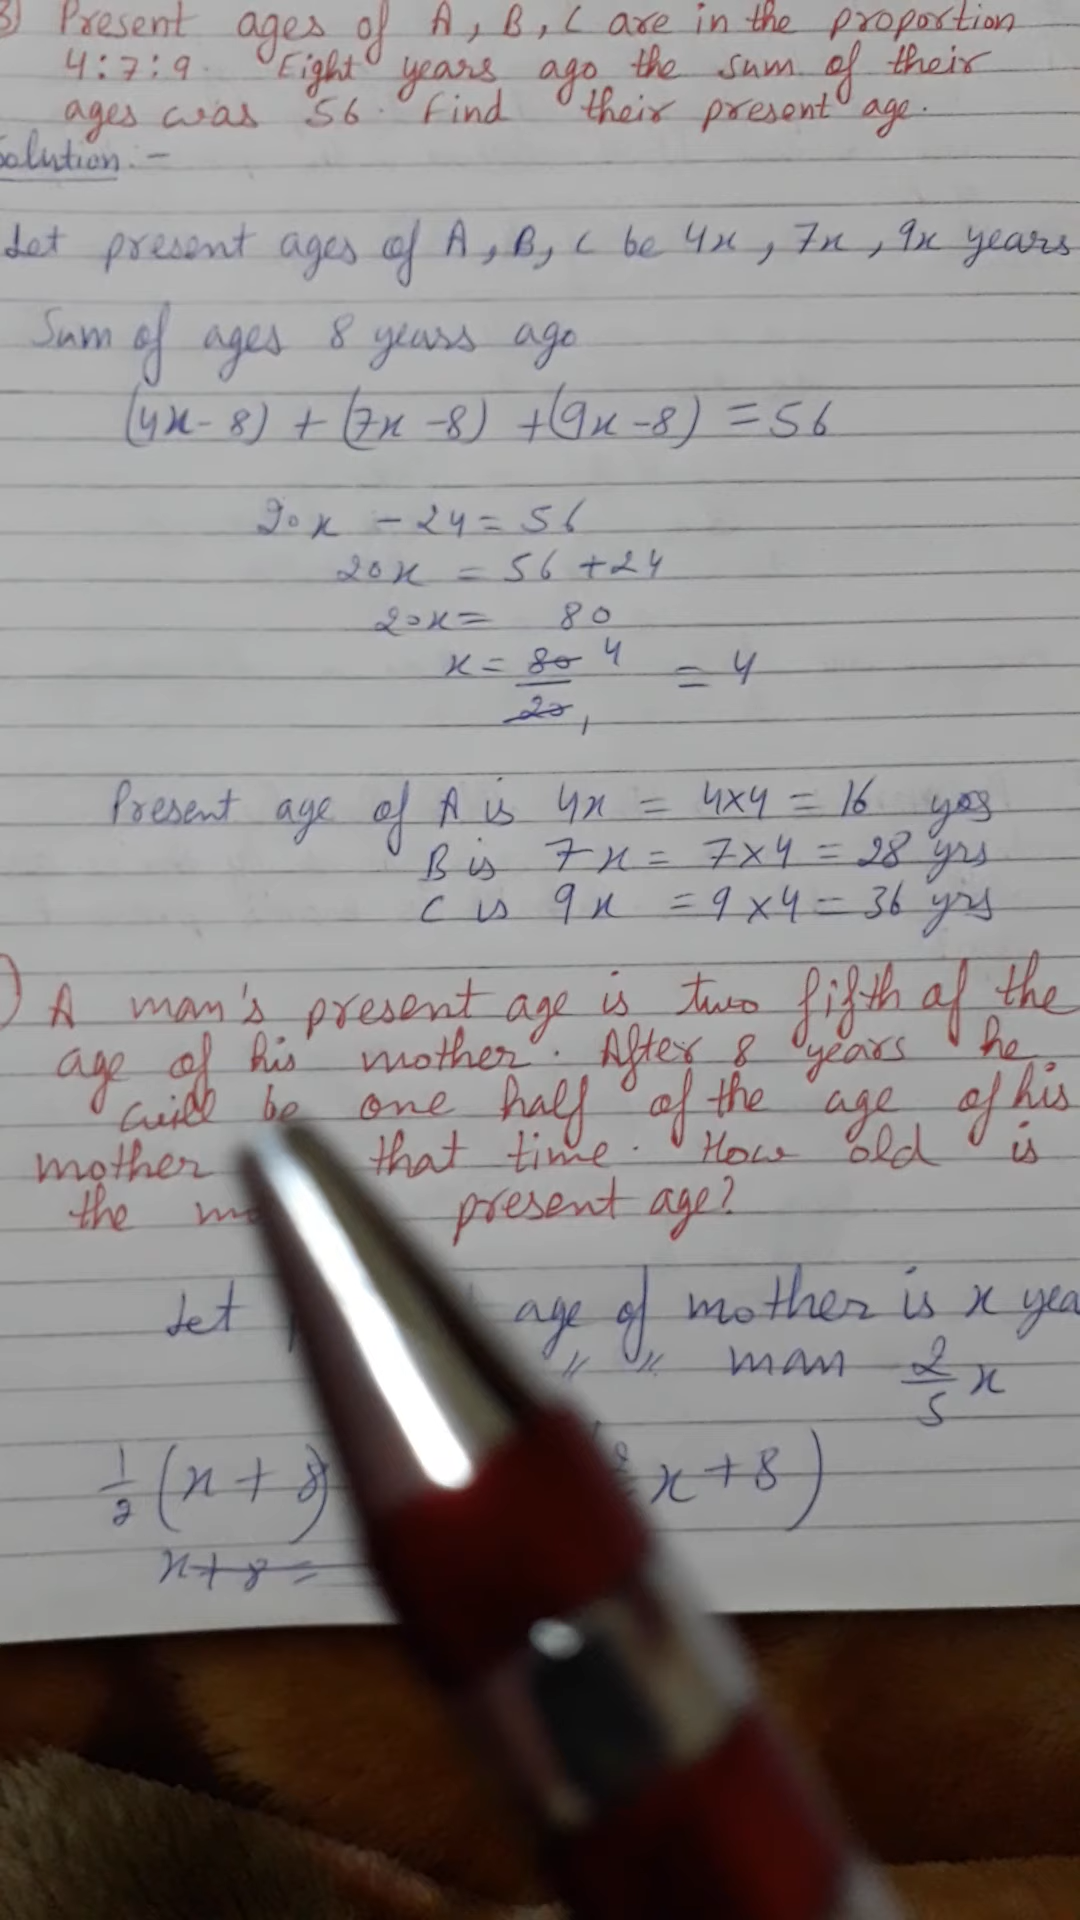 3) Present ages of A, B, C are in the proportion
4:7:9. Eight years ago the sum of their
ages was 56. Find their present age.
Solution:-
Let present ages of A, B, C be 4x, 7x, 9x years
Sum of ages 8 years ago
(4x-8) + (7x-8) + (9x-8) = 56
20x - 24 = 56
20x = 56 + 24
20x = 80
x = 80 4 = 4
20 1
Present age of A is 4x = 4x4 = 16 yrs
B is 7x = 7x4 = 28 yrs
C is 9x = 9x4 = 36 yrs
) A man's present age is two fifth of the
age of his mother. After 8 years he
will be one half of the age of his
mother that time. How old is
the present age?
Let age of mother is x yea
" " man 2/5 x
1/2 (x + 8) x + 8)
x + 8 =